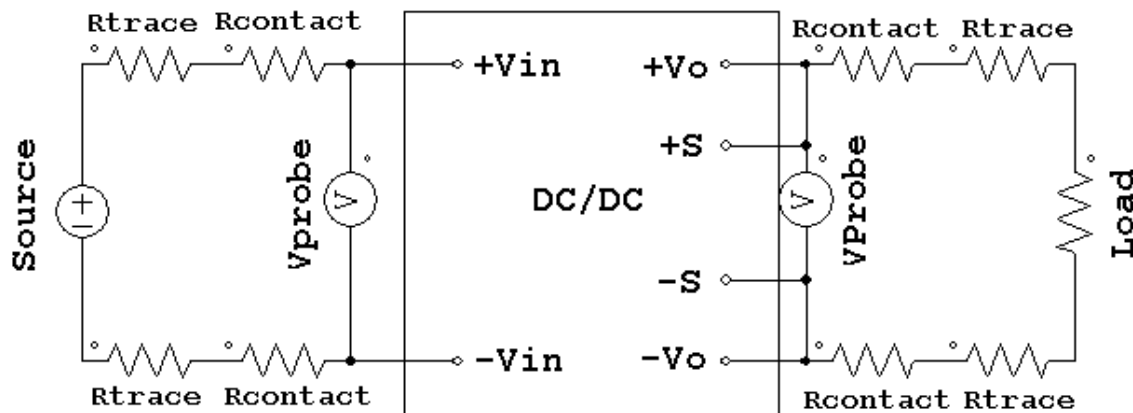 Rtrace Rcontact
Rcontact Rtrace
+Vin
+Vo
+S
Source
Vprobe
V
DC/DC
V
VProbe
Load
-S
-Vin
-Vo
Rtrace Rcontact
Rcontact Rtrace